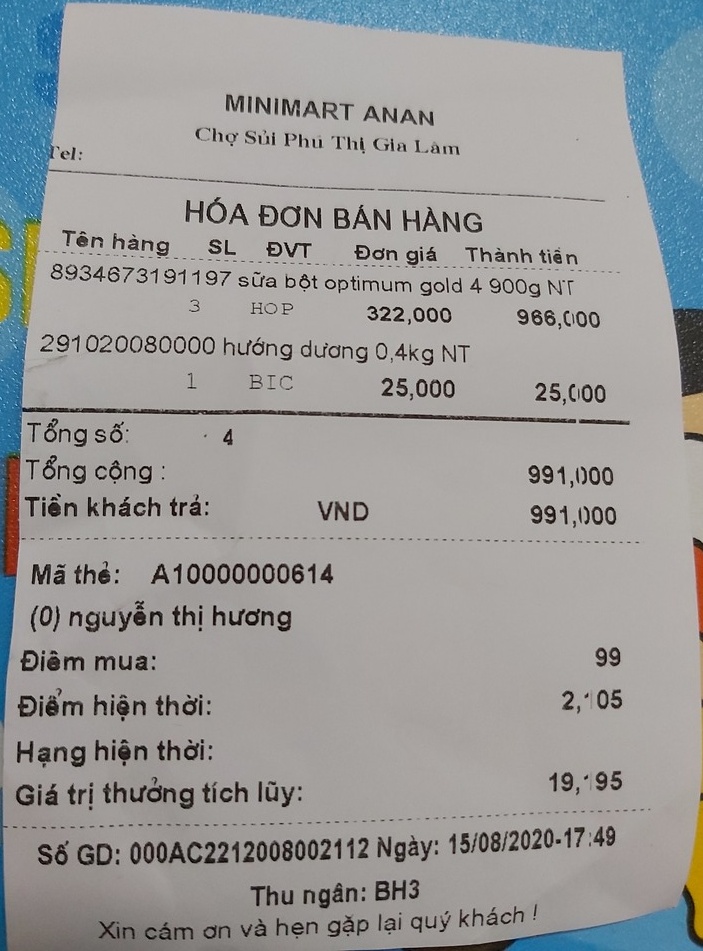 MINIMART ANAN
Chợ Sủi Phú Thị Gia Lâm
Tel:
HÓA ĐƠN BÁN HÀNG
Tên hàng SL ĐVT Đơn giá Thành tiền
8934673191197 sữa bột optimum gold 4 900g NT
3 HOP 322,000 966,000
291020080000 hướng dương 0,4kg NT
1 BIC 25,000 25,000
Tổng số: 4
Tổng cộng : 991,000
Tiền khách trả: VND 991,000
Mã thẻ: A10000000614
(0) nguyễn thị hương
Điểm mua: 99
Điểm hiện thời: 2,105
Hạng hiện thời:
Giá trị thưởng tích lũy: 19,195
Số GD: 000AC2212008002112 Ngày: 15/08/2020-17:49
Thu ngân: BH3
Xin cám ơn và hẹn gặp lại quý khách !